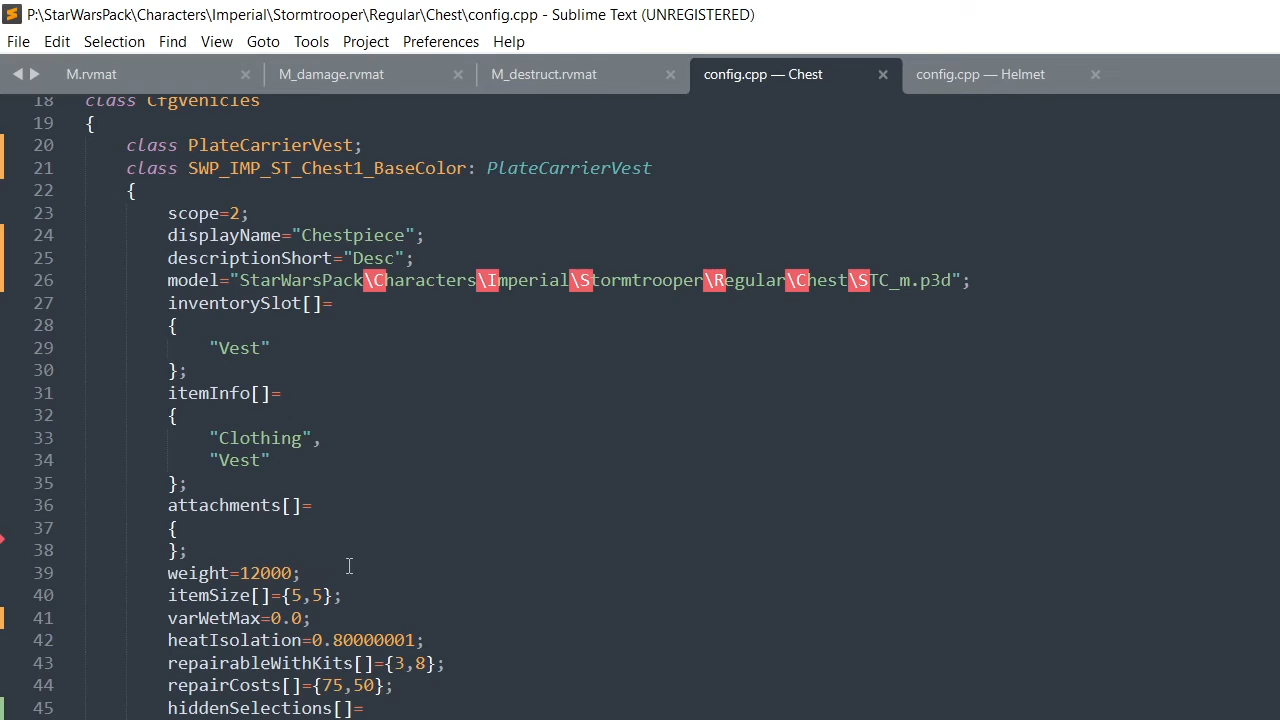 P:\StarWarsPack\Characters\Imperial\Stormtrooper\Regular\Chest\config.cpp - Sublime Text (UNREGISTERED)
File Edit Selection Find View Goto Tools Project Preferences Help
M.rvmat × M_damage.rvmat × M_destruct.rvmat × config.cpp — Chest × config.cpp — Helmet ×
18 class CfgVehicles
19 {
20 class PlateCarrierVest;
21 class SWP_IMP_ST_Chest1_BaseColor: PlateCarrierVest
22 {
23 scope=2;
24 displayName="Chestpiece";
25 descriptionShort="Desc";
26 model="StarWarsPack\Characters\Imperial\Stormtrooper\Regular\Chest\STC_m.p3d";
27 inventorySlot[]=
28 {
29 "Vest"
30 };
31 itemInfo[]=
32 {
33 "Clothing",
34 "Vest"
35 };
36 attachments[]=
37 {
38 };
39 weight=12000;
40 itemSize[]={5,5};
41 varWetMax=0.0;
42 heatIsolation=0.80000001;
43 repairableWithKits[]={3,8};
44 repairCosts[]={75,50};
45 hiddenSelections[]=